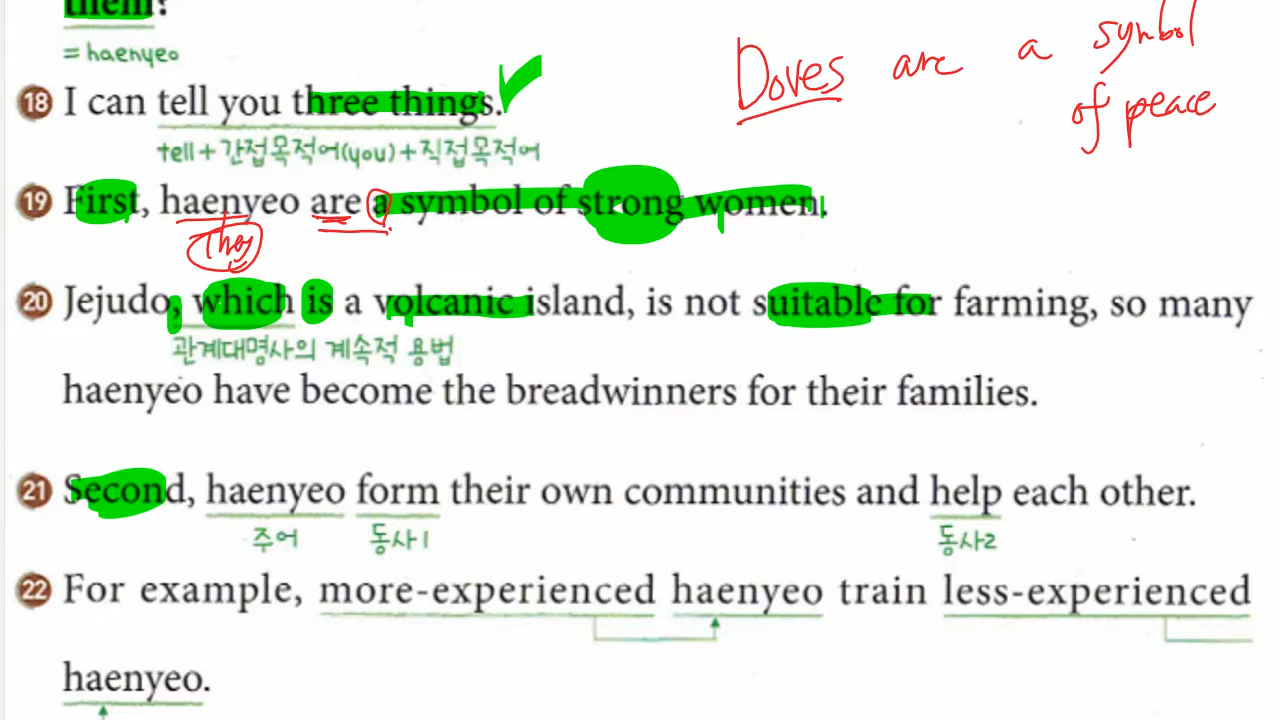 them?
= haenyeo
Doves are a symbol
of peace
18 I can tell you three things.
tell+간접목적어(you)+직접목적어
19 First, haenyeo are a symbol of strong women.
They
20 Jejudo, which is a volcanic island, is not suitable for farming, so many
관계대명사의 계속적 용법
haenyeo have become the breadwinners for their families.
21 Second, haenyeo form their own communities and help each other.
주어 동사1 동사2
22 For example, more-experienced haenyeo train less-experienced
haenyeo.